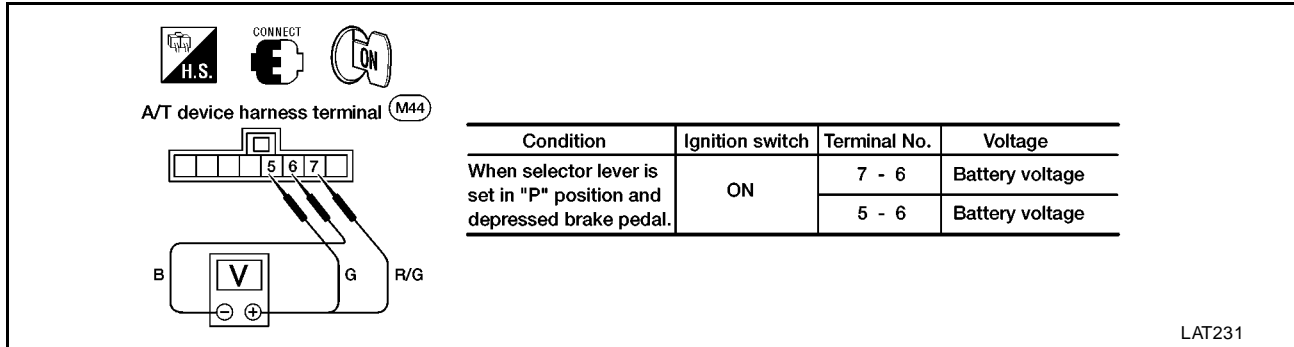 CONNECT
H.S.
ON
A/T device harness terminal M44
5 6 7
B
V
G
R/G
Condition Ignition switch Terminal No. Voltage
When selector lever is
set in "P" position and
depressed brake pedal.
ON
7 - 6 Battery voltage
5 - 6 Battery voltage
LAT231